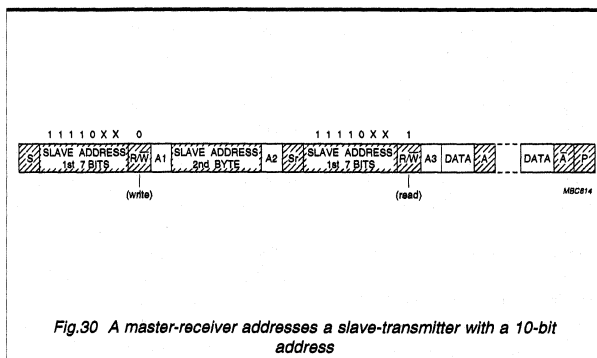 1 1 1 1 0 X X 0 1 1 1 1 0 X X 1
S SLAVE ADDRESS 1st 7 BITS R/W̅ A1 SLAVE ADDRESS 2nd BYTE A2 Sr SLAVE ADDRESS 1st 7 BITS R/W̅ A3 DATA A DATA A̅ P
(write) (read)
MBC614
Fig.30 A master-receiver addresses a slave-transmitter with a 10-bit
address